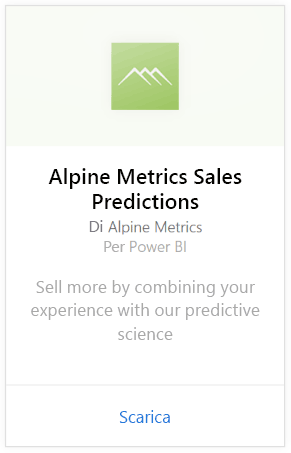 Alpine Metrics Sales
Predictions
Di Alpine Metrics
Per Power BI
Sell more by combining your
experience with our predictive
science
Scarica